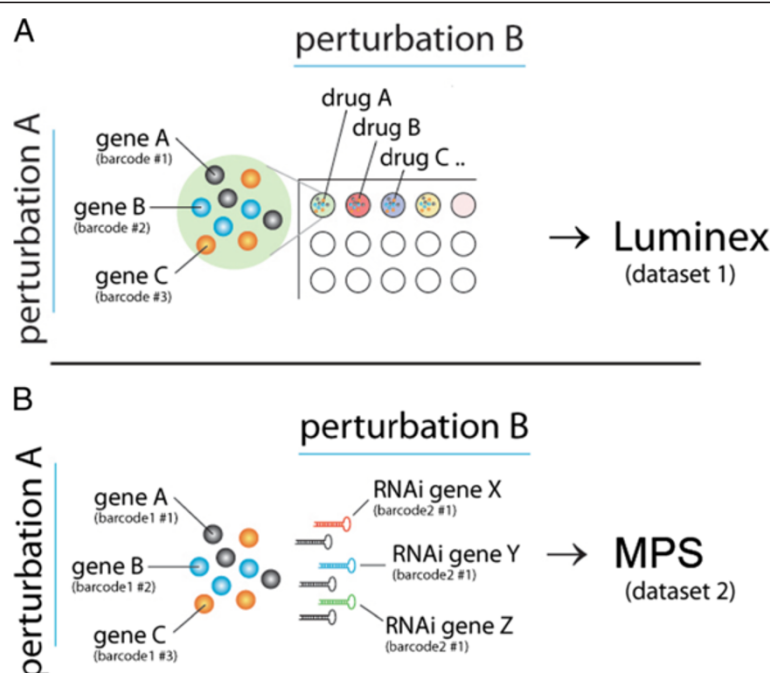 A
perturbation B
drug A
drug B
drug C ..
perturbation A
gene A
(barcode #1)
gene B
(barcode #2)
gene C
(barcode #3)
→ Luminex
(dataset 1)
B
perturbation B
perturbation A
gene A
(barcode1 #1)
gene B
(barcode1 #2)
gene C
(barcode1 #3)
RNAi gene X
(barcode2 #1)
RNAi gene Y
(barcode2 #1)
RNAi gene Z
(barcode2 #1)
→ MPS
(dataset 2)